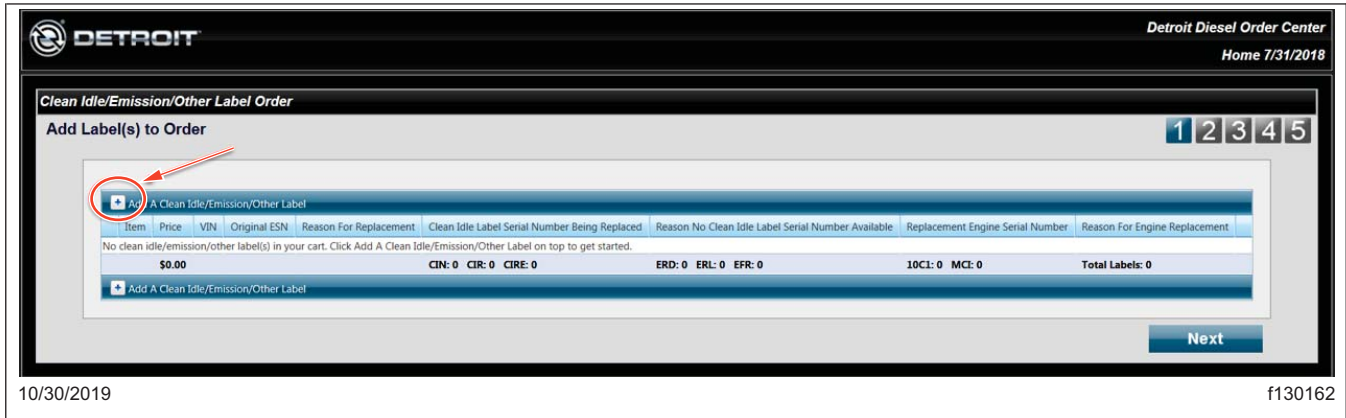 DETROIT
Detroit Diesel Order Center
Home 7/31/2018
Clean Idle/Emission/Other Label Order
Add Label(s) to Order
1 2 3 4 5
Add A Clean Idle/Emission/Other Label
Item Price VIN Original ESN Reason For Replacement Clean Idle Label Serial Number Being Replaced Reason No Clean Idle Label Serial Number Available Replacement Engine Serial Number Reason For Engine Replacement
No clean idle/emission/other label(s) in your cart. Click Add A Clean Idle/Emission/Other Label on top to get started.
$0.00 CIN: 0 CIR: 0 CIRE: 0 ERD: 0 ERL: 0 EFR: 0 10C1: 0 MCI: 0 Total Labels: 0
Add A Clean Idle/Emission/Other Label
Next
10/30/2019 f130162